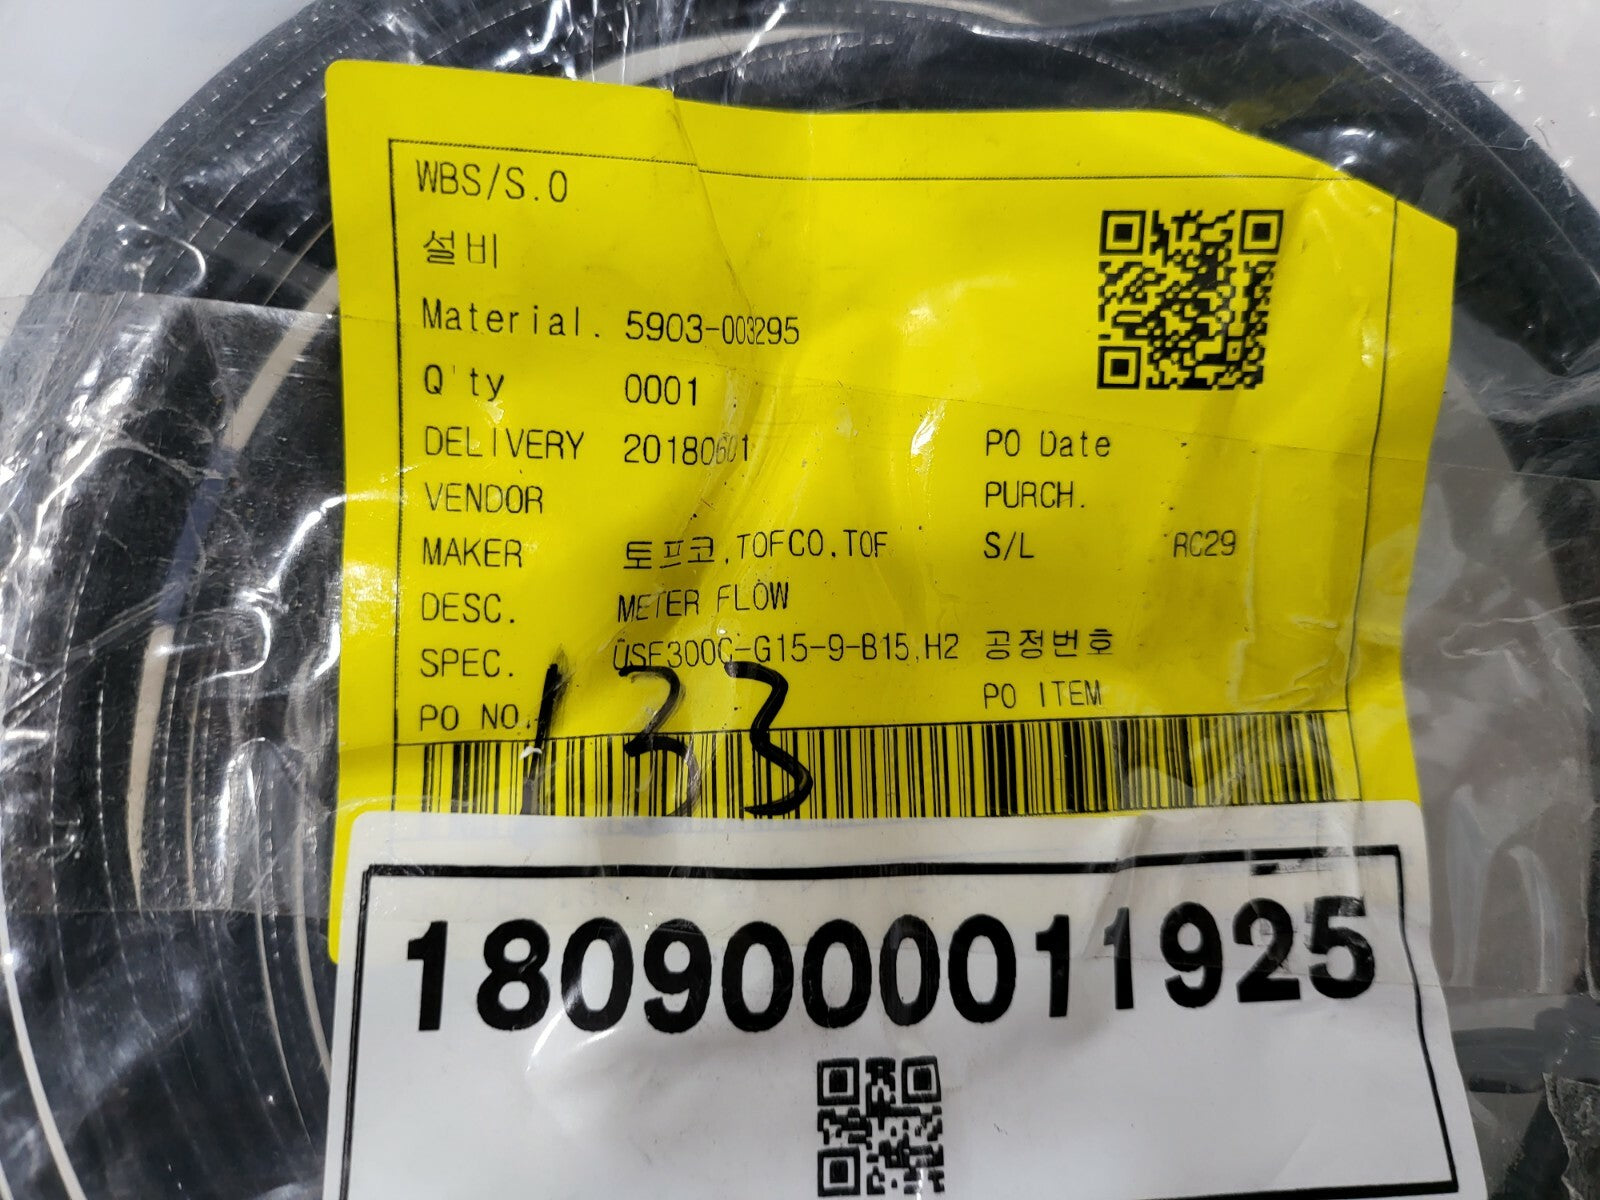 WBS/S.O
설비
Material. 5903-003295
Q'ty 0001
DELIVERY 20180601 PO Date
VENDOR PURCH.
MAKER 토프코,TOFCO,TOF S/L RC29
DESC. METER FLOW
SPEC. USF300C-G15-9-B15,H2 공정번호
PO NO. PO ITEM
133
1809000011925